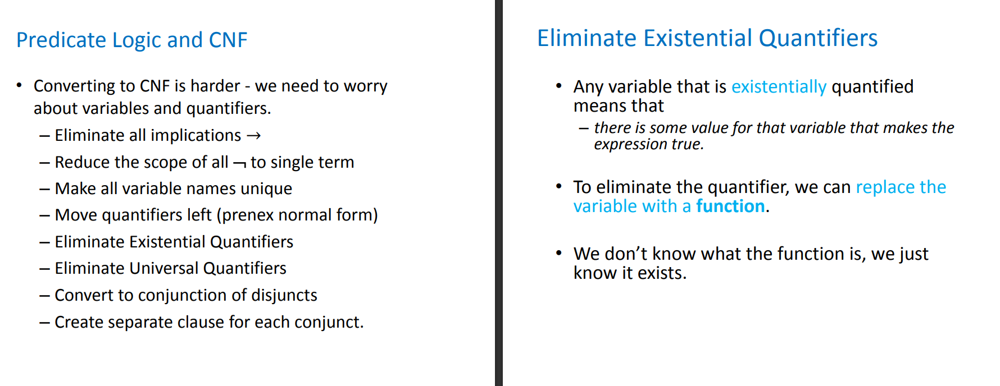 Predicate Logic and CNF
• Converting to CNF is harder - we need to worry
about variables and quantifiers.
– Eliminate all implications →
– Reduce the scope of all ¬ to single term
– Make all variable names unique
– Move quantifiers left (prenex normal form)
– Eliminate Existential Quantifiers
– Eliminate Universal Quantifiers
– Convert to conjunction of disjuncts
– Create separate clause for each conjunct.
Eliminate Existential Quantifiers
• Any variable that is existentially quantified
means that
– there is some value for that variable that makes the
expression true.
• To eliminate the quantifier, we can replace the
variable with a function.
• We don’t know what the function is, we just
know it exists.